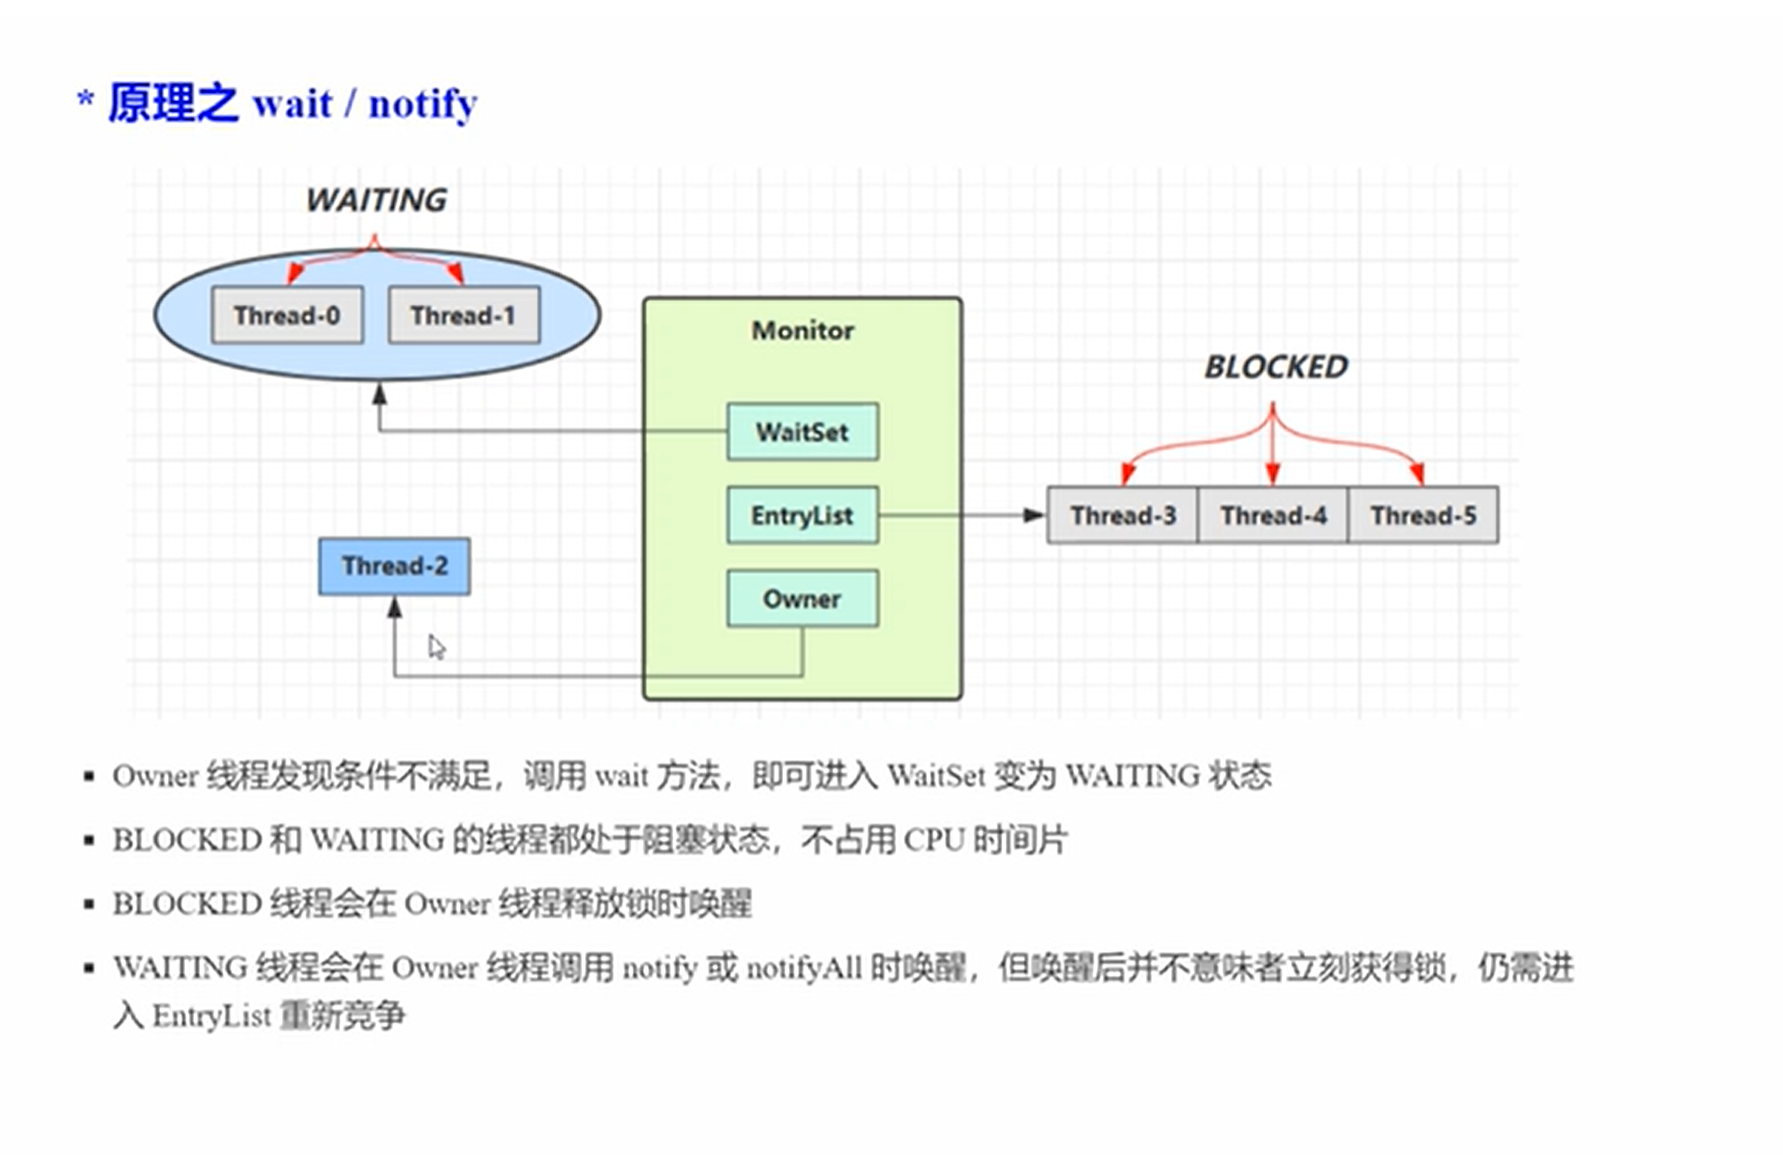 * 原理之 wait / notify
WAITING
Thread-0 Thread-1
Monitor
BLOCKED
WaitSet
EntryList
Thread-3 Thread-4 Thread-5
Thread-2
Owner
▪ Owner 线程发现条件不满足，调用 wait 方法，即可进入 WaitSet 变为 WAITING 状态
▪ BLOCKED 和 WAITING 的线程都处于阻塞状态，不占用 CPU 时间片
▪ BLOCKED 线程会在 Owner 线程释放锁时唤醒
▪ WAITING 线程会在 Owner 线程调用 notify 或 notifyAll 时唤醒，但唤醒后并不意味者立刻获得锁，仍需进
入 EntryList 重新竞争